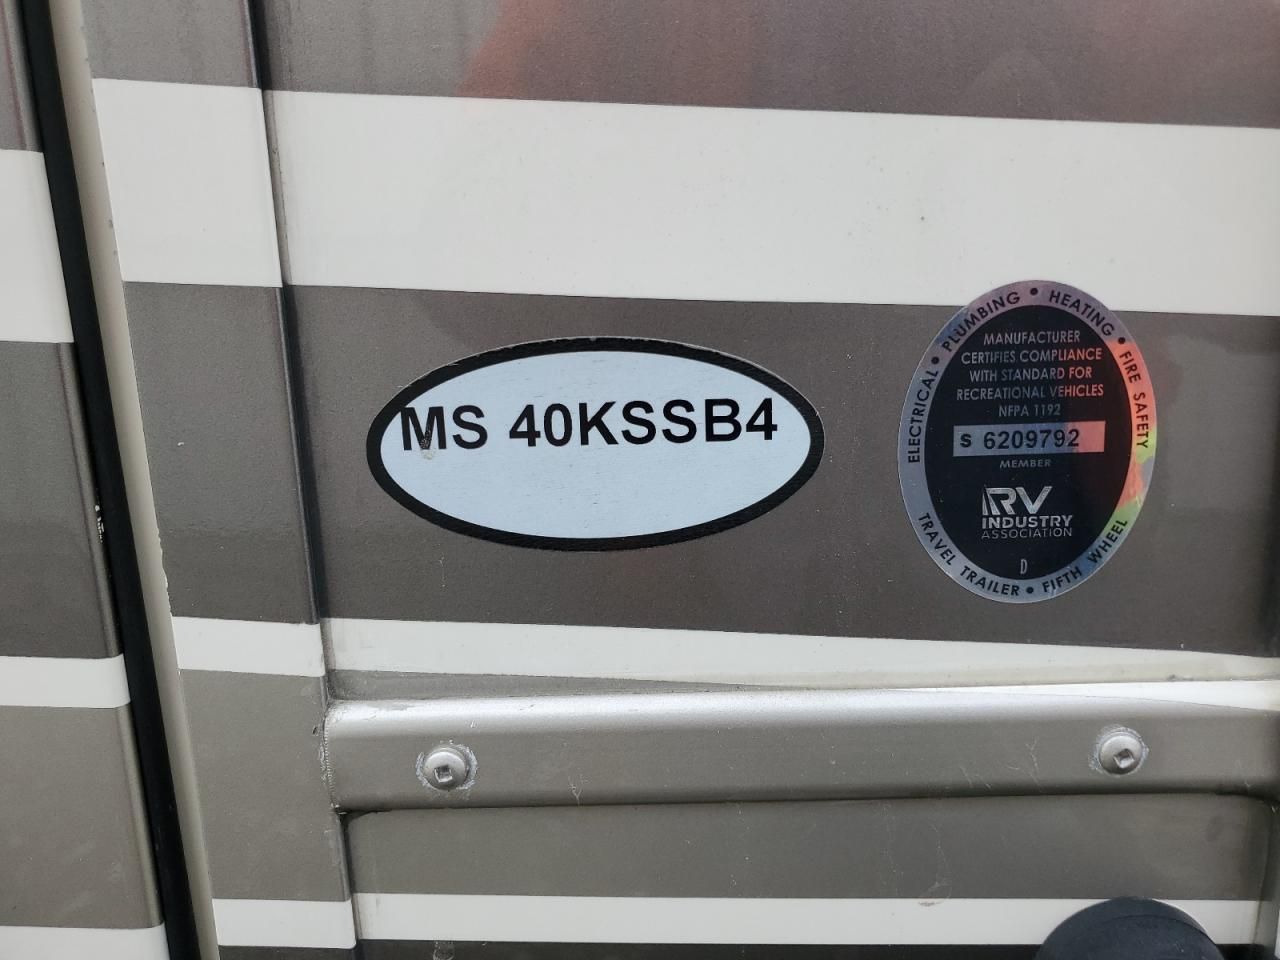 MS 40KSSB4
ELECTRICAL • PLUMBING • HEATING • FIRE SAFETY
MANUFACTURER
CERTIFIES COMPLIANCE
WITH STANDARD FOR
RECREATIONAL VEHICLES
NFPA 1192
S 6209792
MEMBER
RV
INDUSTRY
ASSOCIATION
D
TRAVEL TRAILER • FIFTH WHEEL